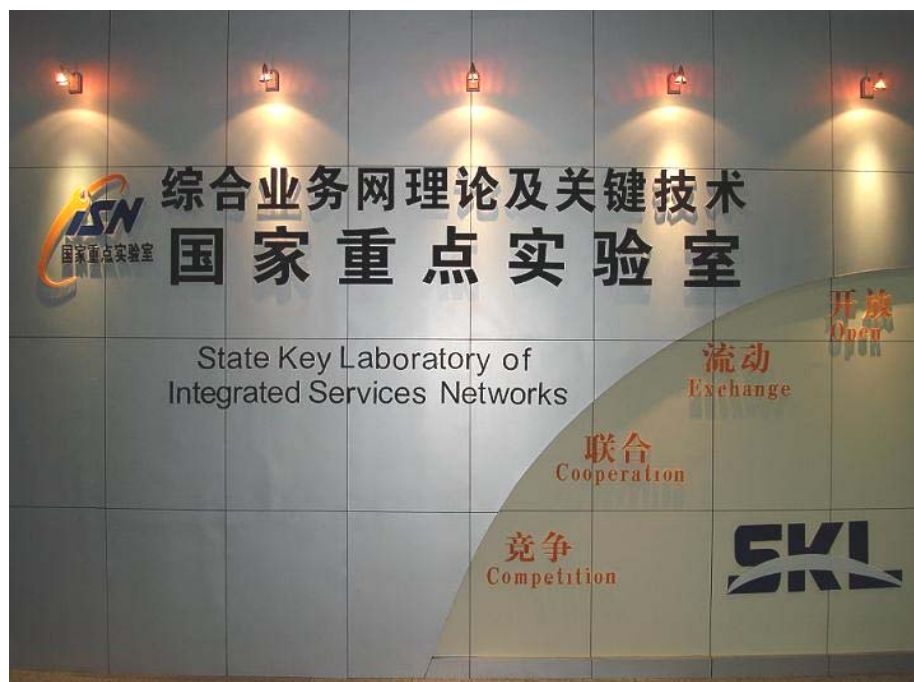 综合业务网理论及关键技术
ISN
国家重点实验室
国家重点实验室
State Key Laboratory of
Integrated Services Networks
开放
Open
流动
Exchange
联合
Cooperation
竞争
Competition
SKL